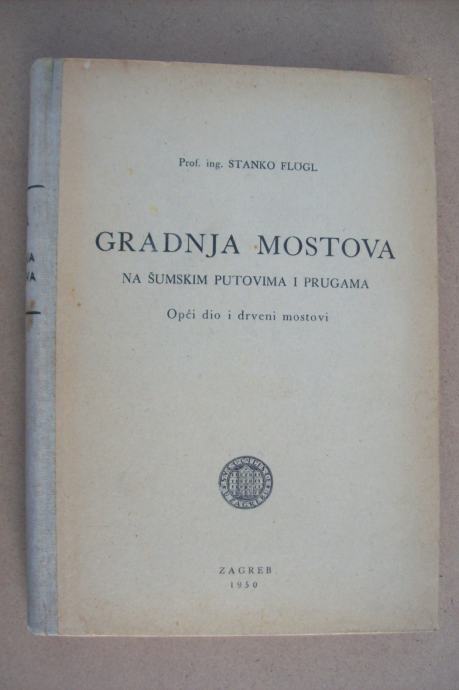 Prof. ing. STANKO FLÖGL
GRADNJA MOSTOVA
NA ŠUMSKIM PUTOVIMA I PRUGAMA
Opći dio i drveni mostovi
ZAGREB
1950